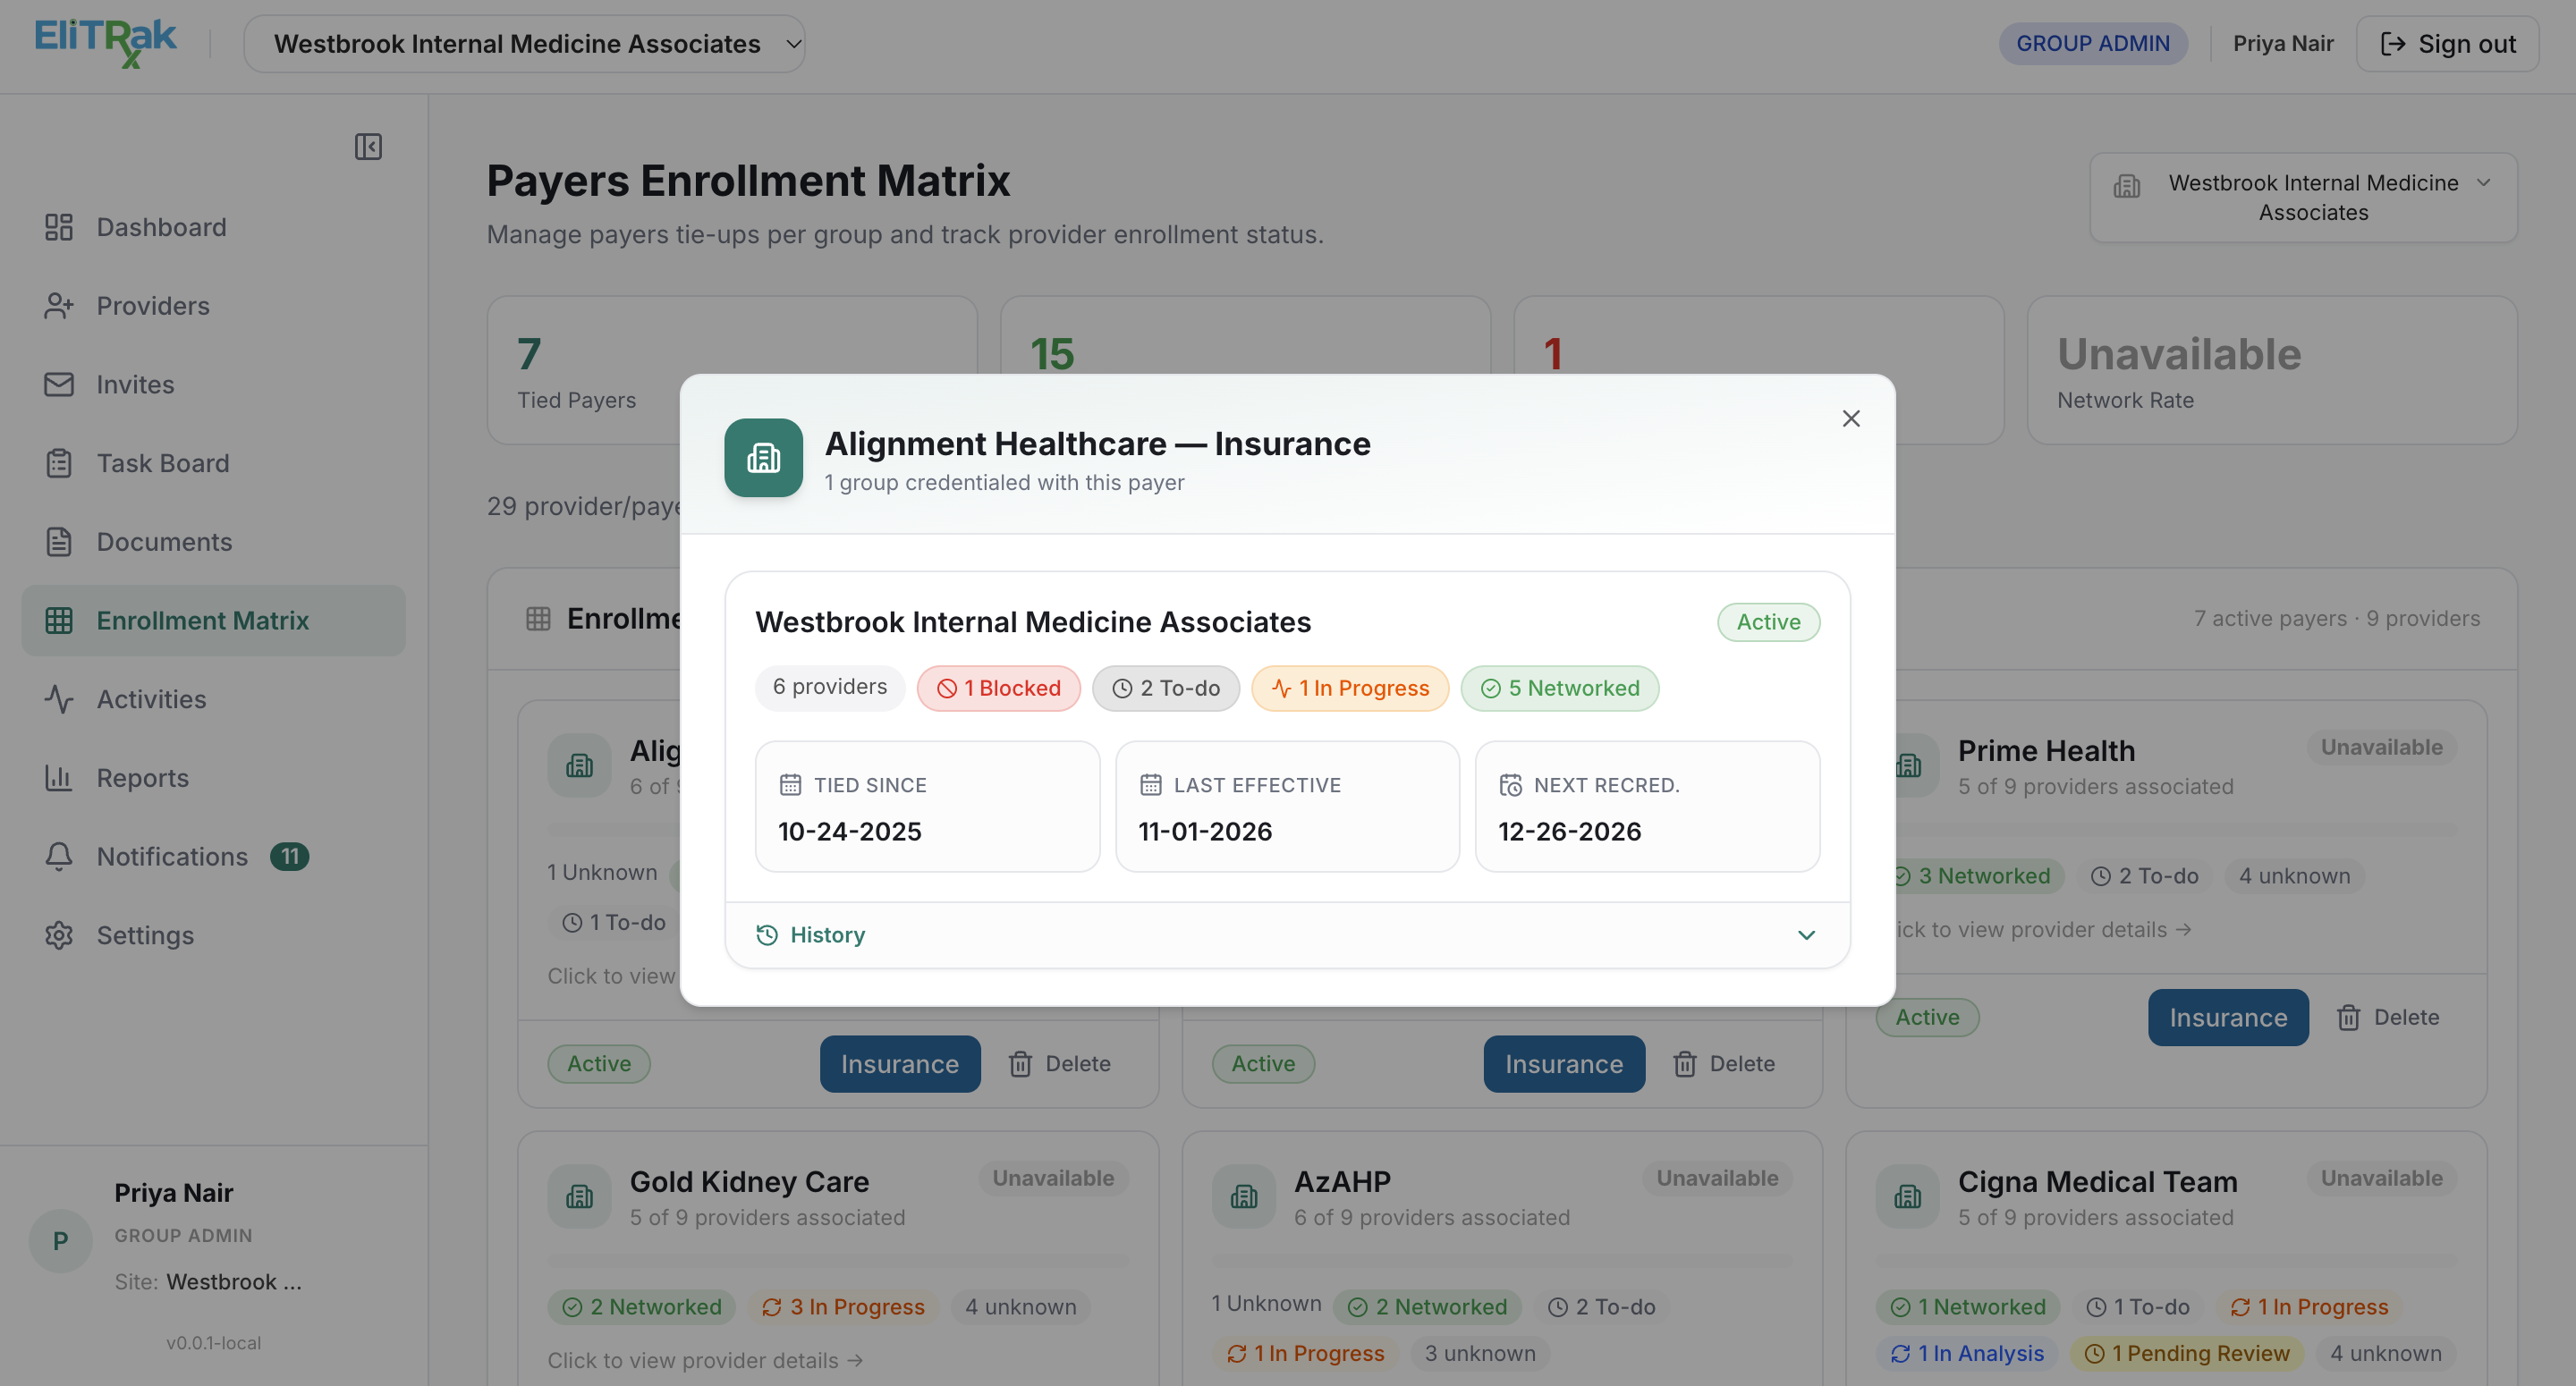 EliTRak
x
Westbrook Internal Medicine Associates
GROUP ADMIN
Priya Nair
Sign out
Dashboard
Providers
Invites
Task Board
Documents
Enrollment Matrix
Activities
Reports
Notifications 11
Settings
Priya Nair
P
GROUP ADMIN
Site: Westbrook ...
v0.0.1-local
Payers Enrollment Matrix
Manage payers tie-ups per group and track provider enrollment status.
Westbrook Internal Medicine
Associates
7
Tied Payers
15
1
Unavailable
Network Rate
29
7 active payers · 9 providers
Alignment Healthcare — Insurance
1 group credentialed with this payer
Westbrook Internal Medicine Associates
Active
6 providers
1 Blocked
2 To-do
1 In Progress
5 Networked
TIED SINCE
10-24-2025
LAST EFFECTIVE
11-01-2026
NEXT RECRED.
12-26-2026
History
6 of
1 Unknown
1 To-do
Click to view
Active
Insurance
Delete
Active
Insurance
Delete
Prime Health
Unavailable
5 of 9 providers associated
3 Networked
2 To-do
4 unknown
to view provider details →
Active
Insurance
Delete
Gold Kidney Care
Unavailable
5 of 9 providers associated
2 Networked
3 In Progress
4 unknown
Click to view provider details →
AzAHP
Unavailable
6 of 9 providers associated
1 Unknown
2 Networked
2 To-do
1 In Progress
3 unknown
Cigna Medical Team
Unavailable
5 of 9 providers associated
1 Networked
1 To-do
1 In Progress
1 In Analysis
1 Pending Review
4 unknown